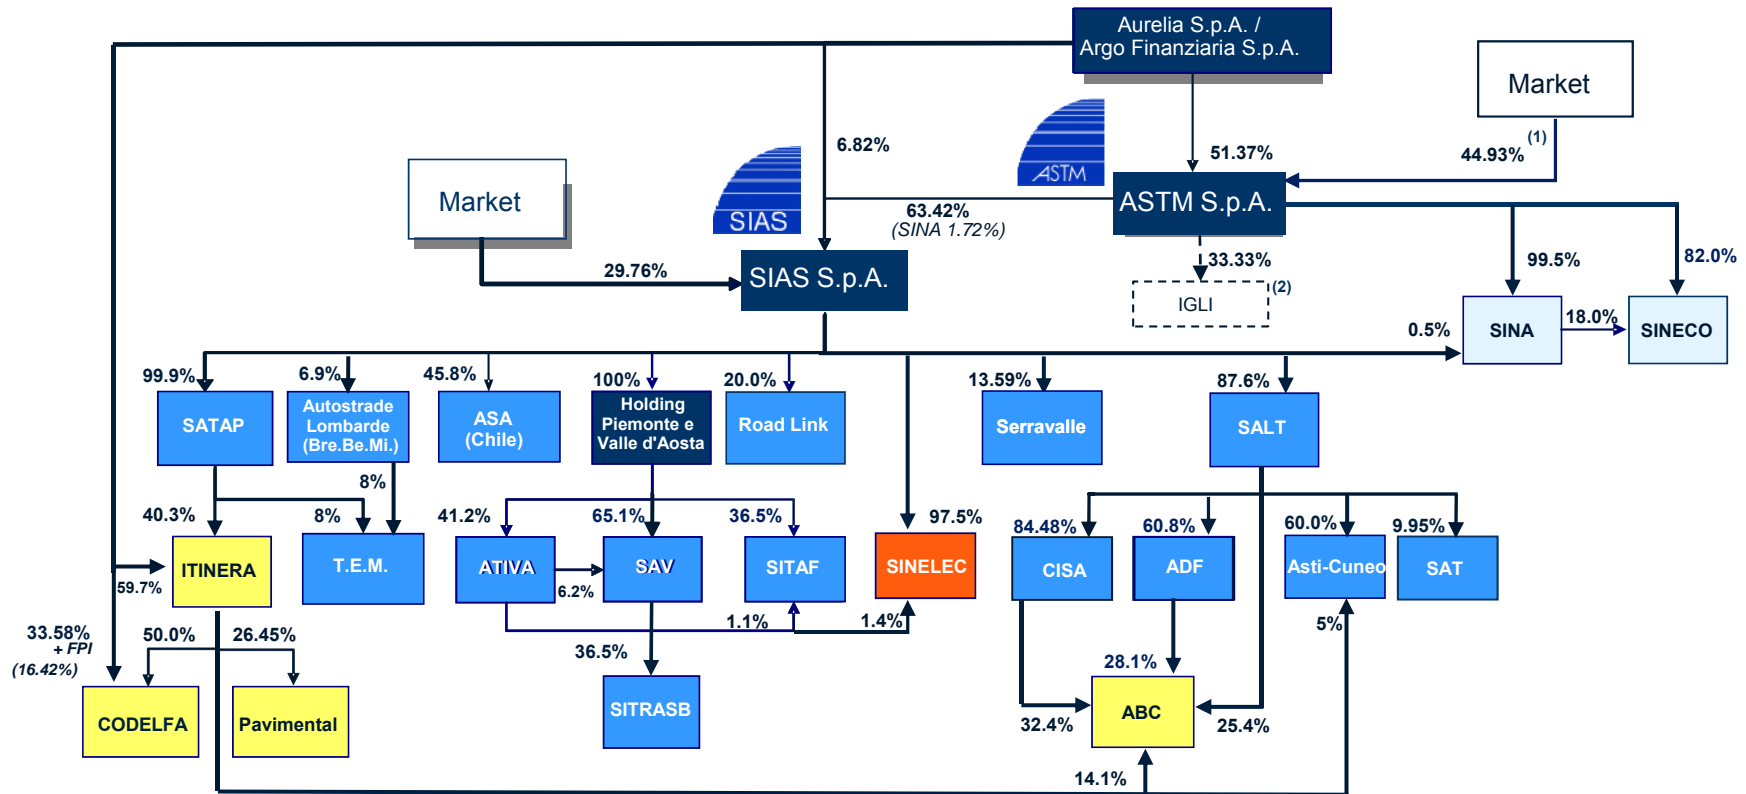 Aurelia S.p.A. /
Argo Finanziaria S.p.A.
Market
(1)
6.82%
51.37%
44.93%
ASTM
Market
SIAS
ASTM S.p.A.
63.42%
(SINA 1.72%)
29.76%
SIAS S.p.A.
33.33%
99.5%
82.0%
IGLI
(2)
0.5%
SINA
18.0%
SINECO
99.9%
6.9%
45.8%
100%
20.0%
13.59%
87.6%
SATAP
Autostrade
Lombarde
(Bre.Be.Mi.)
ASA
(Chile)
Holding
Piemonte e
Valle d'Aosta
Road Link
Serravalle
SALT
8%
40.3%
8%
41.2%
65.1%
36.5%
97.5%
84.48%
60.8%
60.0%
9.95%
ITINERA
T.E.M.
ATIVA
SAV
SITAF
SINELEC
CISA
ADF
Asti-Cuneo
SAT
59.7%
6.2%
1.1%
1.4%
5%
33.58%
+ FPI
(16.42%)
50.0%
26.45%
36.5%
28.1%
CODELFA
Pavimental
SITRASB
ABC
32.4%
25.4%
14.1%